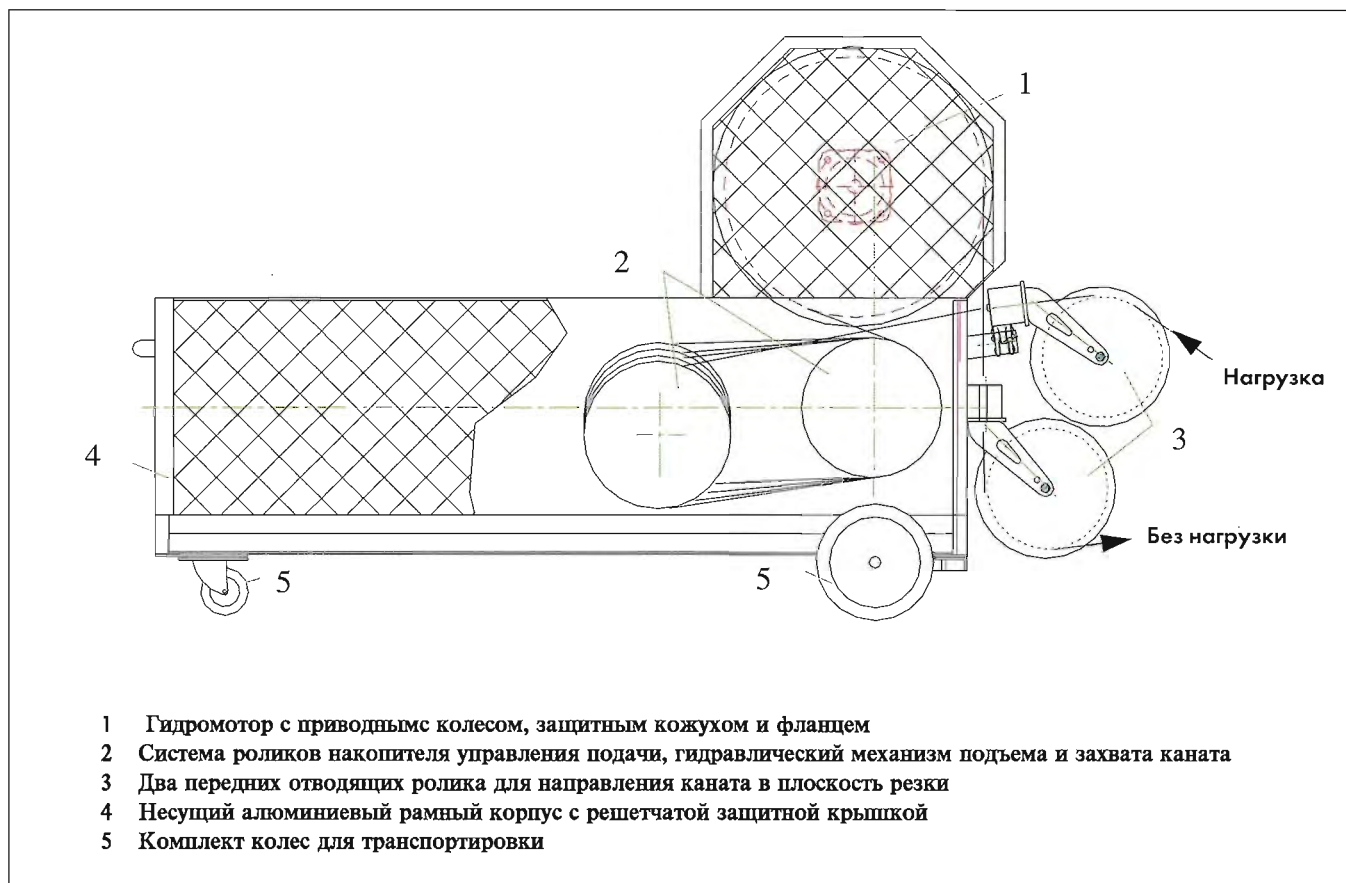 1
2
Нагрузка
3
4
Без нагрузки
5
5
1 Гидромотор с приводнымс колесом, защитным кожухом и фланцем
2 Система роликов накопителя управления подачи, гидравлический механизм подъема и захвата каната
3 Два передних отводящих ролика для направления каната в плоскость резки
4 Несущий алюминиевый рамный корпус с решетчатой защитной крышкой
5 Комплект колес для транспортировки